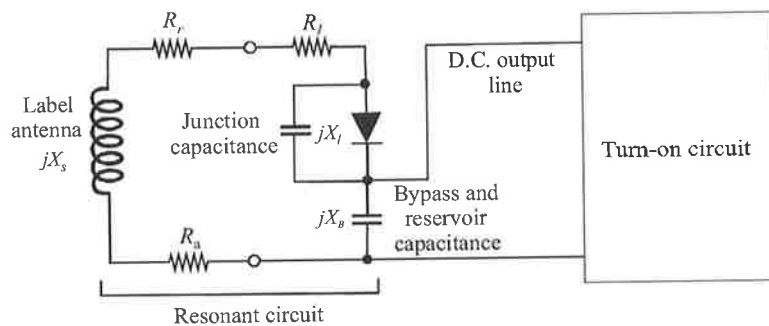 R_r
R_l
D.C. output
line
Label
antenna
jX_s
Junction
capacitance
jX_l
Turn-on circuit
Bypass and
reservoir
capacitance
jX_B
R_a
Resonant circuit